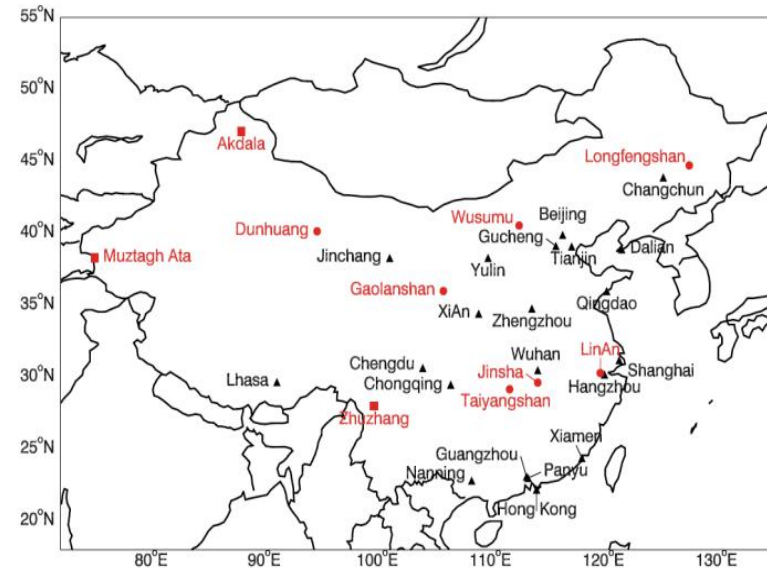 55°N
50°N
Akdala
45°N
Longfengshan
Changchun
40°N
Dunhuang
Wusumu
Beijing
Gucheng
Tianjin
Dalian
Muztagh Ata
Jinchang
Yulin
35°N
Gaolanshan
Qingdao
XiAn
Zhengzhou
30°N
Lhasa
Chengdu
Chongqing
Wuhan
Jinsha
LinAn
Shanghai
Hangzhou
Taiyangshan
Zhuzhang
25°N
Xiamen
Guangzhou
Panyu
Nanning
Hong Kong
20°N
80°E
90°E
100°E
110°E
120°E
130°E